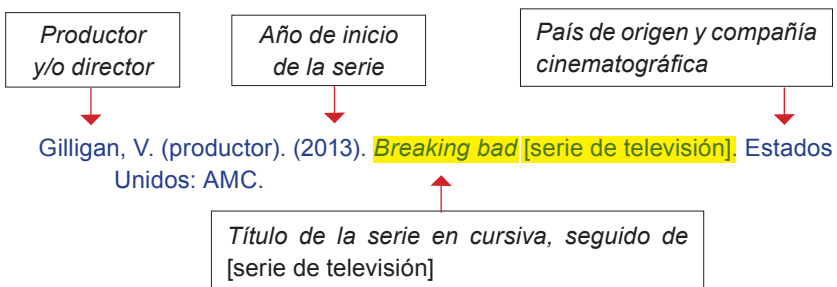 Productor
y/o director
Año de inicio
de la serie
País de origen y compañía
cinematográfica
Gilligan, V. (productor). (2013). Breaking bad [serie de televisión]. Estados
Unidos: AMC.
Título de la serie en cursiva, seguido de
[serie de televisión]